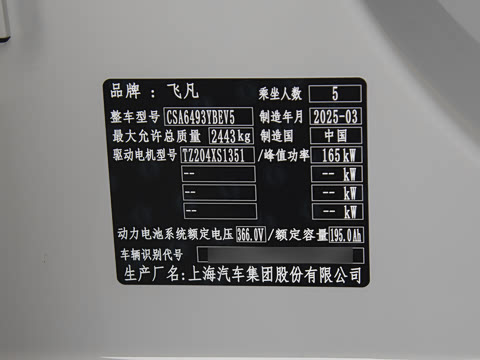 品牌：飞凡 乘坐人数 5
整车型号 CSA6493YBEV5 制造年月 2025-03
最大允许总质量 2443kg 制造国 中国
驱动电机型号 TZ204XS1351 /峰值功率 165kW
-- -- kW
-- -- kW
-- -- kW
动力电池系统额定电压 366.0V /额定容量 195.0Ah
车辆识别代号
生产厂名:上海汽车集团股份有限公司